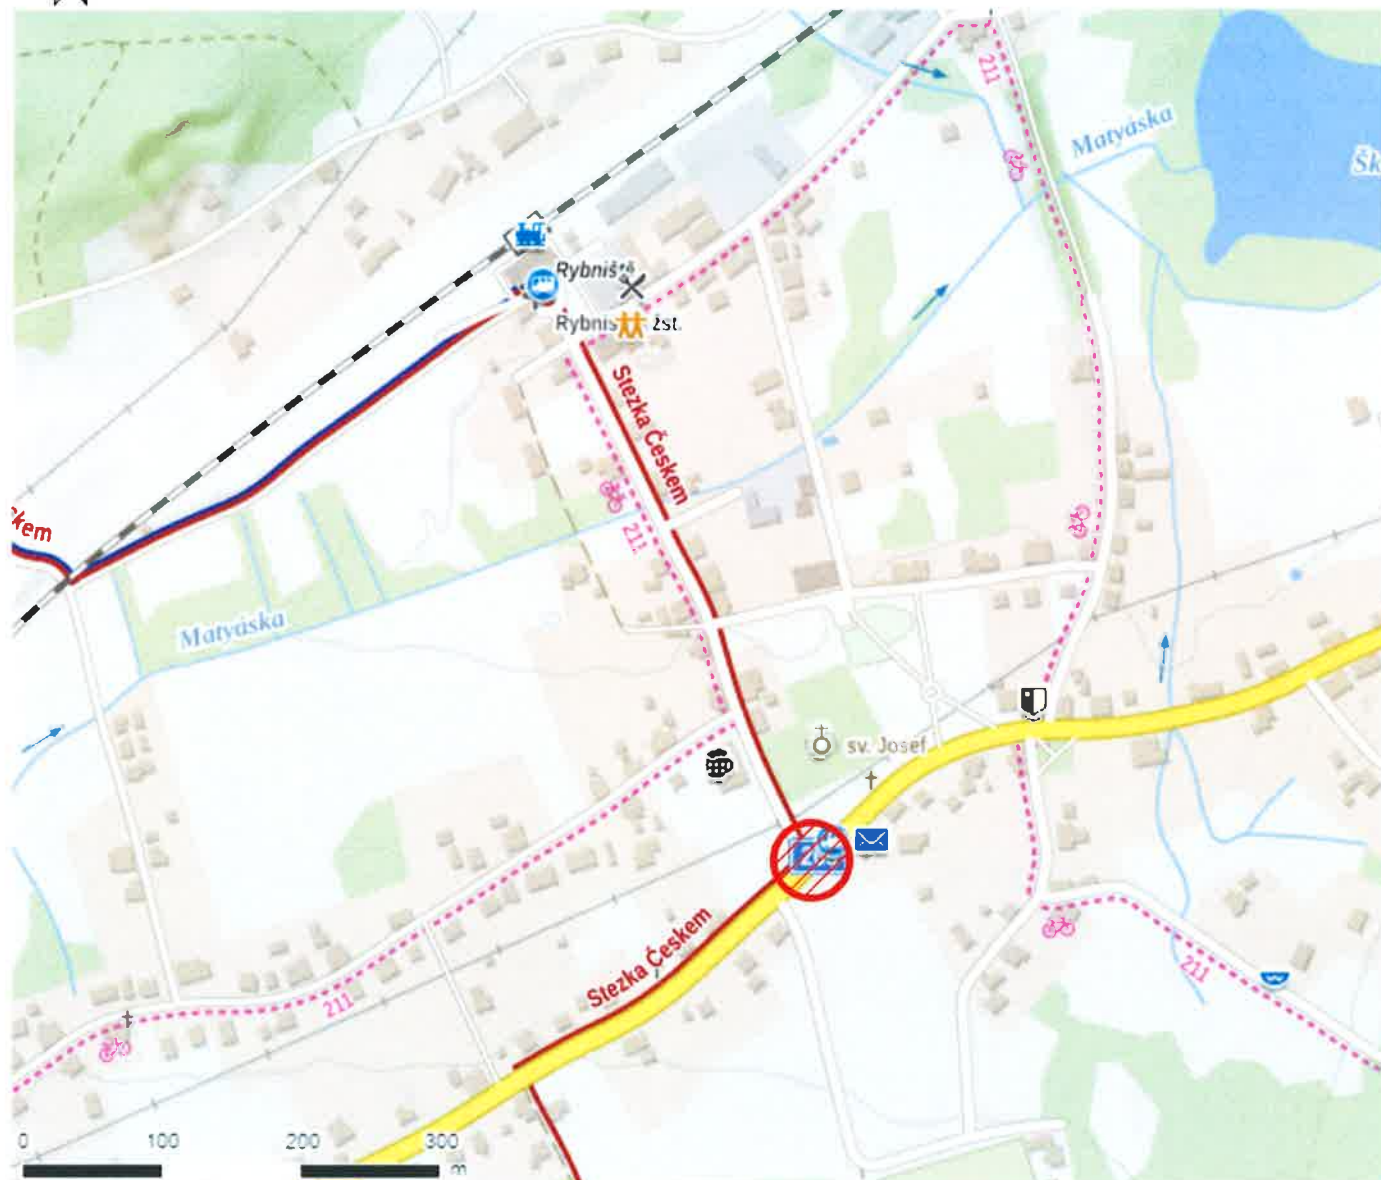 211
Matyáska
Šk
Rybniště
žst.
Stezka Českem
kem
211
Matyáska
sv. Josef
Stezka Českem
211
211
0 100 200 300
m